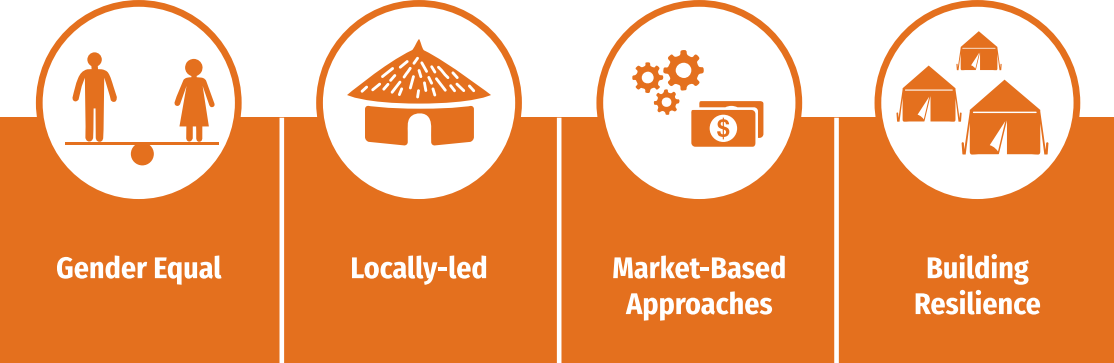 $
Gender Equal
Locally-led
Market-Based
Approaches
Building
Resilience